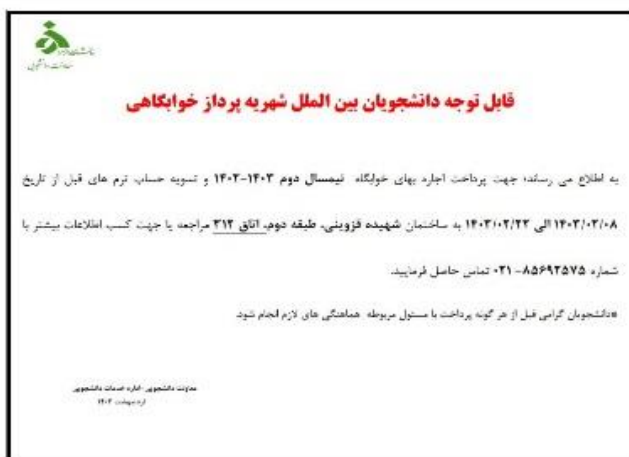 قابل توجه دانشجویان بین الملل شهریه پرداز خوابگاهی
به اطلاع می رساند؛ جهت پرداخت اجاره بهای خوابگاه نیمسال دوم ۱۴۰۳-۱۴۰۲ و تسویه حساب ترم های قبل از تاریخ
۱۴۰۳/۰۲/۰۸ الی ۱۴۰۳/۰۲/۲۲ به ساختمان شهیده قزوینی، طبقه دوم، اتاق ۳۱۲ مراجعه یا جهت کسب اطلاعات بیشتر با
شماره ۸۵۶۹۲۵۷۵-۰۲۱ تماس حاصل فرمایید.
*دانشجویان گرامی قبل از هر گونه پرداخت با مسئول مربوطه هماهنگی های لازم انجام شود.
معاونت دانشجویی -اداره خدمات دانشجویی
اردیبهشت ۱۴۰۳